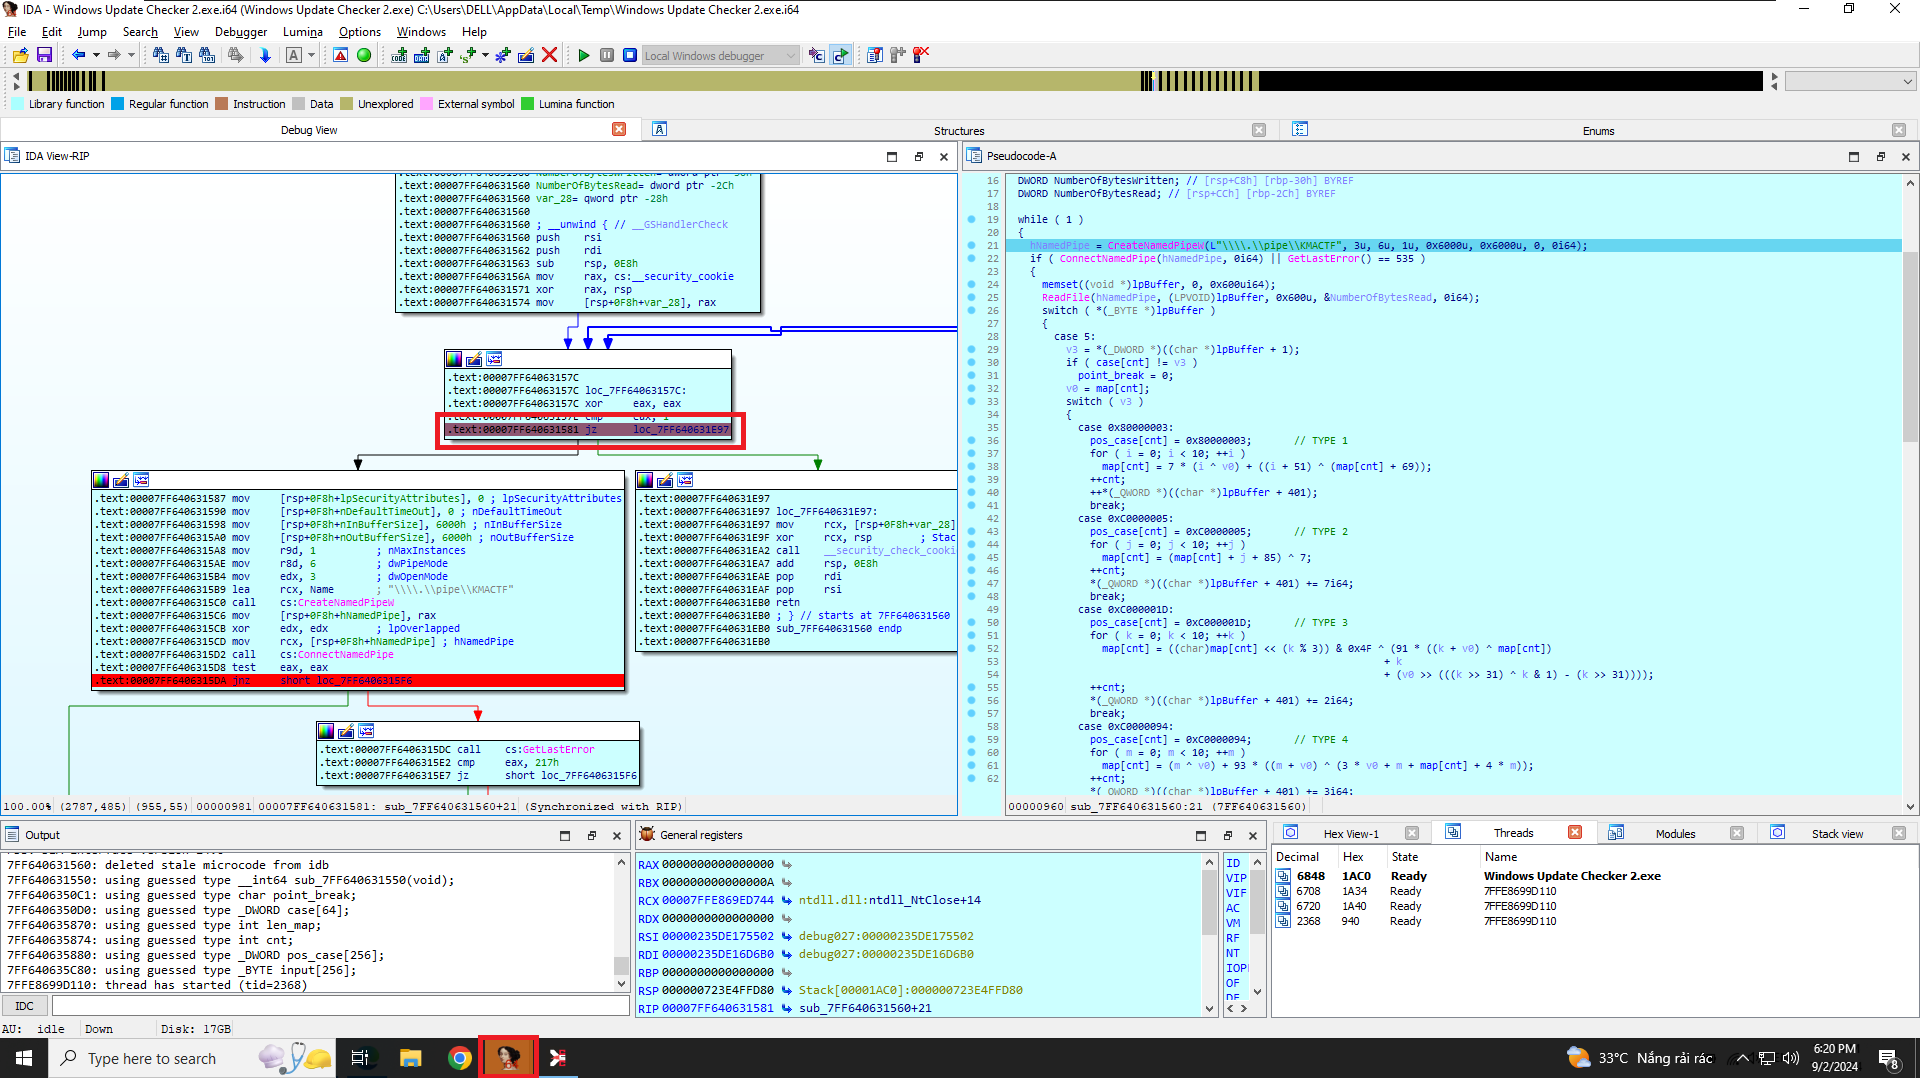 IDA - Windows Update Checker 2.exe.i64 (Windows Update Checker 2.exe) C:\Users\DELL\AppData\Local\Temp\Windows Update Checker 2.exe.i64
File Edit Jump Search View Debugger Lumina Options Windows Help
Local Windows debugger
Library function Regular function Instruction Data Unexplored External symbol Lumina function
Debug View Structures Enums
IDA View-RIP
.text:00007FF640631560 NumberOfBytesRead= dword ptr -2Ch
.text:00007FF640631560 var_28= qword ptr -28h
.text:00007FF640631560
.text:00007FF640631560 ; __unwind { // __GSHandlerCheck
.text:00007FF640631560 push rsi
.text:00007FF640631562 push rdi
.text:00007FF640631563 sub rsp, 0E8h
.text:00007FF64063156A mov rax, cs:__security_cookie
.text:00007FF640631571 xor rax, rsp
.text:00007FF640631574 mov [rsp+0F8h+var_28], rax
.text:00007FF64063157C
.text:00007FF64063157C loc_7FF64063157C:
.text:00007FF64063157C xor eax, eax
.text:00007FF64063157E cmp eax, 1
.text:00007FF640631581 jz loc_7FF640631E97
.text:00007FF640631587 mov [rsp+0F8h+lpSecurityAttributes], 0 ; lpSecurityAttributes
.text:00007FF640631590 mov [rsp+0F8h+nDefaultTimeOut], 0 ; nDefaultTimeOut
.text:00007FF640631598 mov [rsp+0F8h+nInBufferSize], 6000h ; nInBufferSize
.text:00007FF6406315A0 mov [rsp+0F8h+nOutBufferSize], 6000h ; nOutBufferSize
.text:00007FF6406315A8 mov r9d, 1 ; nMaxInstances
.text:00007FF6406315AE mov r8d, 6 ; dwPipeMode
.text:00007FF6406315B4 mov edx, 3 ; dwOpenMode
.text:00007FF6406315B9 lea rcx, Name ; "\\\\.\\pipe\\KMACTF"
.text:00007FF6406315C0 call cs:CreateNamedPipeW
.text:00007FF6406315C6 mov [rsp+0F8h+hNamedPipe], rax
.text:00007FF6406315CB xor edx, edx ; lpOverlapped
.text:00007FF6406315CD mov rcx, [rsp+0F8h+hNamedPipe] ; hNamedPipe
.text:00007FF6406315D2 call cs:ConnectNamedPipe
.text:00007FF6406315D8 test eax, eax
.text:00007FF6406315DA jnz short loc_7FF6406315F6
.text:00007FF640631E97
.text:00007FF640631E97 loc_7FF640631E97:
.text:00007FF640631E97 mov rcx, [rsp+0F8h+var_28]
.text:00007FF640631E9F xor rcx, rsp ; Stac
.text:00007FF640631EA2 call __security_check_cooki
.text:00007FF640631EA7 add rsp, 0E8h
.text:00007FF640631EAE pop rdi
.text:00007FF640631EAF pop rsi
.text:00007FF640631EB0 retn
.text:00007FF640631EB0 ; } // starts at 7FF640631560
.text:00007FF640631EB0 sub_7FF640631560 endp
.text:00007FF640631EB0
.text:00007FF6406315DC call cs:GetLastError
.text:00007FF6406315E2 cmp eax, 217h
.text:00007FF6406315E7 jz short loc_7FF6406315F6
100.00% (2787,485) (955,55) 00000981 00007FF640631581: sub_7FF640631560+21 (Synchronized with RIP)
Pseudocode-A
16 DWORD NumberOfBytesWritten; // [rsp+C8h] [rbp-30h] BYREF
17 DWORD NumberOfBytesRead; // [rsp+CCh] [rbp-2Ch] BYREF
18
19 while ( 1 )
20 {
21 hNamedPipe = CreateNamedPipeW(L"\\\\.\\pipe\\KMACTF", 3u, 6u, 1u, 0x6000u, 0x6000u, 0, 0i64);
22 if ( ConnectNamedPipe(hNamedPipe, 0i64) || GetLastError() == 535 )
23 {
24 memset((void *)lpBuffer, 0, 0x600ui64);
25 ReadFile(hNamedPipe, (LPVOID)lpBuffer, 0x600u, &NumberOfBytesRead, 0i64);
26 switch ( *(_BYTE *)lpBuffer )
27 {
28 case 5:
29 v3 = *(_DWORD *)((char *)lpBuffer + 1);
30 if ( case[cnt] != v3 )
31 point_break = 0;
32 v0 = map[cnt];
33 switch ( v3 )
34 {
35 case 0x80000003:
36 pos_case[cnt] = 0x80000003; // TYPE 1
37 for ( i = 0; i < 10; ++i )
38 map[cnt] = 7 * (i ^ v0) + ((i + 51) ^ (map[cnt] + 69));
39 ++cnt;
40 ++*(_QWORD *)((char *)lpBuffer + 401);
41 break;
42 case 0xC0000005:
43 pos_case[cnt] = 0xC0000005; // TYPE 2
44 for ( j = 0; j < 10; ++j )
45 map[cnt] = (map[cnt] + j + 85) ^ 7;
46 ++cnt;
47 *(_QWORD *)((char *)lpBuffer + 401) += 7i64;
48 break;
49 case 0xC000001D:
50 pos_case[cnt] = 0xC000001D; // TYPE 3
51 for ( k = 0; k < 10; ++k )
52 map[cnt] = ((char)map[cnt] << (k % 3)) & 0x4F ^ (91 * ((k + v0) ^ map[cnt])
53 + k
54 + (v0 >> (((k >> 31) ^ k & 1) - (k >> 31))));
55 ++cnt;
56 *(_QWORD *)((char *)lpBuffer + 401) += 2i64;
57 break;
58 case 0xC0000094:
59 pos_case[cnt] = 0xC0000094; // TYPE 4
60 for ( m = 0; m < 10; ++m )
61 map[cnt] = (m ^ v0) + 93 * ((m + v0) ^ (3 * v0 + m + map[cnt] + 4 * m));
62 ++cnt;
*(_QWORD *)((char *)lpBuffer + 401) += 3i64;
00000960 sub_7FF640631560:21 (7FF640631560)
Output
7FF640631560: deleted stale microcode from idb
7FF640631550: using guessed type __int64 sub_7FF640631550(void);
7FF6406350C1: using guessed type char point_break;
7FF6406350D0: using guessed type _DWORD case[64];
7FF640635870: using guessed type int len_map;
7FF640635874: using guessed type int cnt;
7FF640635880: using guessed type _DWORD pos_case[256];
7FF640635C80: using guessed type _BYTE input[256];
7FFE8699D110: thread has started (tid=2368)
IDC
AU: idle Down Disk: 17GB
General registers
RAX 0000000000000000
RBX 000000000000000A
RCX 00007FFE869ED744 ntdll.dll:ntdll_NtClose+14
RDX 0000000000000000
RSI 00000235DE175502 debug027:00000235DE175502
RDI 00000235DE16D6B0 debug027:00000235DE16D6B0
RBP 0000000000000000
RSP 000000723E4FFD80 Stack[00001AC0]:000000723E4FFD80
RIP 00007FF640631581 sub_7FF640631560+21
ID
VIP
VIF
AC
VM
RF
NT
IOPL
OF
DF
Hex View-1 Threads Modules Stack view
Decimal Hex State Name
6848 1AC0 Ready Windows Update Checker 2.exe
6708 1A34 Ready 7FFE8699D110
6720 1A40 Ready 7FFE8699D110
2368 940 Ready 7FFE8699D110
Type here to search
33°C Nắng rải rác
6:20 PM
9/2/2024
8